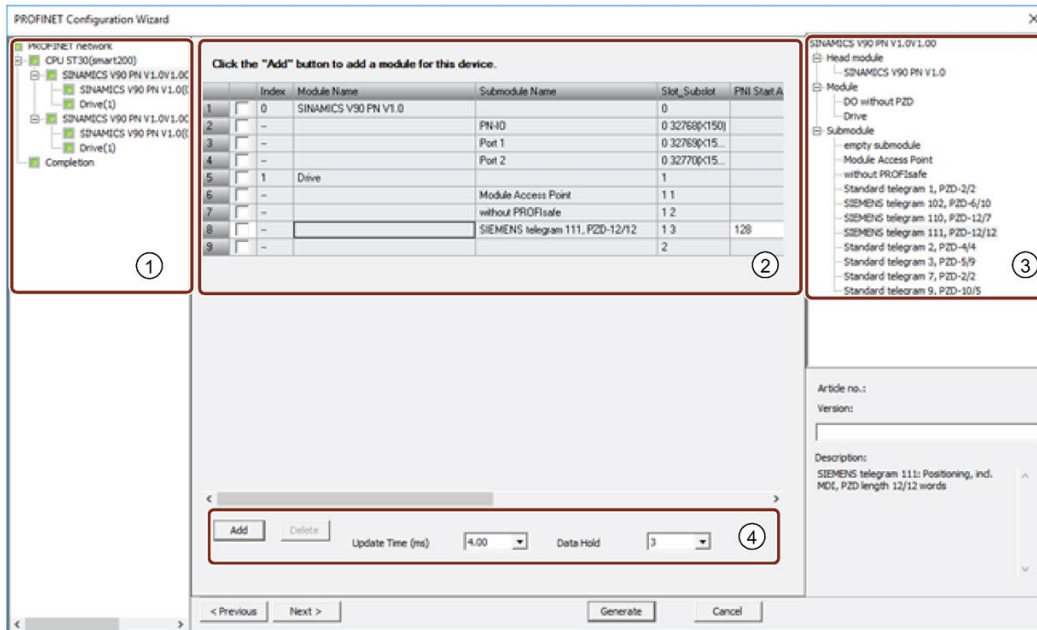 PROFINET Configuration Wizard
PROFINET network
CPU ST30(smart200)
SINAMICS V90 PN V1.0V1.00
SINAMICS V90 PN V1.0(
Drive(1)
SINAMICS V90 PN V1.0V1.00
SINAMICS V90 PN V1.0(
Drive(1)
Completion
1
Click the "Add" button to add a module for this device.
Index Module Name Submodule Name Slot_Subslot PNI Start A
1 0 SINAMICS V90 PN V1.0 0
2 -- PN-IO 0 32768(X150)
3 -- Port 1 0 32769(X15...
4 -- Port 2 0 32770(X15...
5 1 Drive 1
6 -- Module Access Point 1 1
7 -- without PROFIsafe 1 2
8 -- SIEMENS telegram 111, PZD-12/12 1 3 128
9 -- 2
2
SINAMICS V90 PN V1.0V1.00
Head module
SINAMICS V90 PN V1.0
Module
DO without PZD
Drive
Submodule
empty submodule
Module Access Point
without PROFIsafe
Standard telegram 1, PZD-2/2
SIEMENS telegram 102, PZD-6/10
SIEMENS telegram 110, PZD-12/7
SIEMENS telegram 111, PZD-12/12
Standard telegram 2, PZD-4/4
Standard telegram 3, PZD-5/9
Standard telegram 7, PZD-2/2
Standard telegram 9, PZD-10/5
3
Article no.:
Version:
Description:
SIEMENS telegram 111: Positioning, incl.
MDI, PZD length 12/12 words
Add Delete Update Time (ms) 4.00 Data Hold 3
4
< Previous Next > Generate Cancel